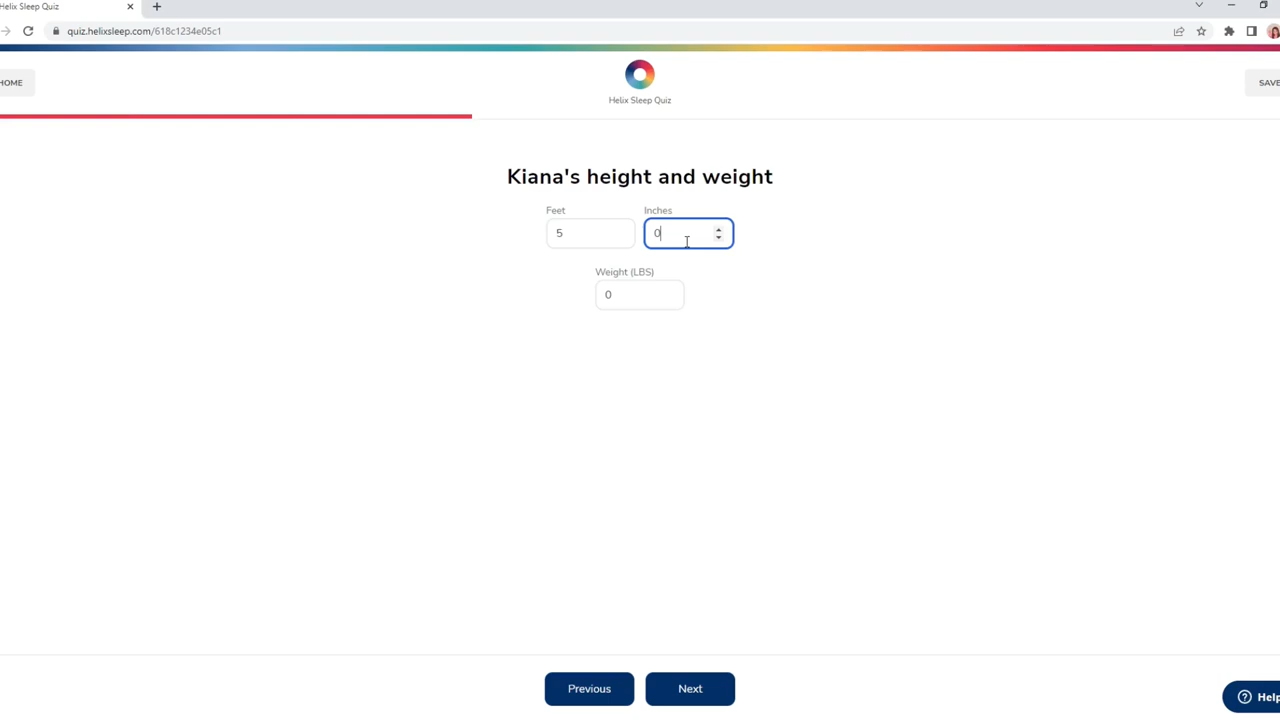 Helix Sleep Quiz
quiz.helixsleep.com/618c1234e05c1
HOME
Helix Sleep Quiz
SAVE
Kiana's height and weight
Feet
Inches
5
0
Weight (LBS)
0
Previous
Next
Help